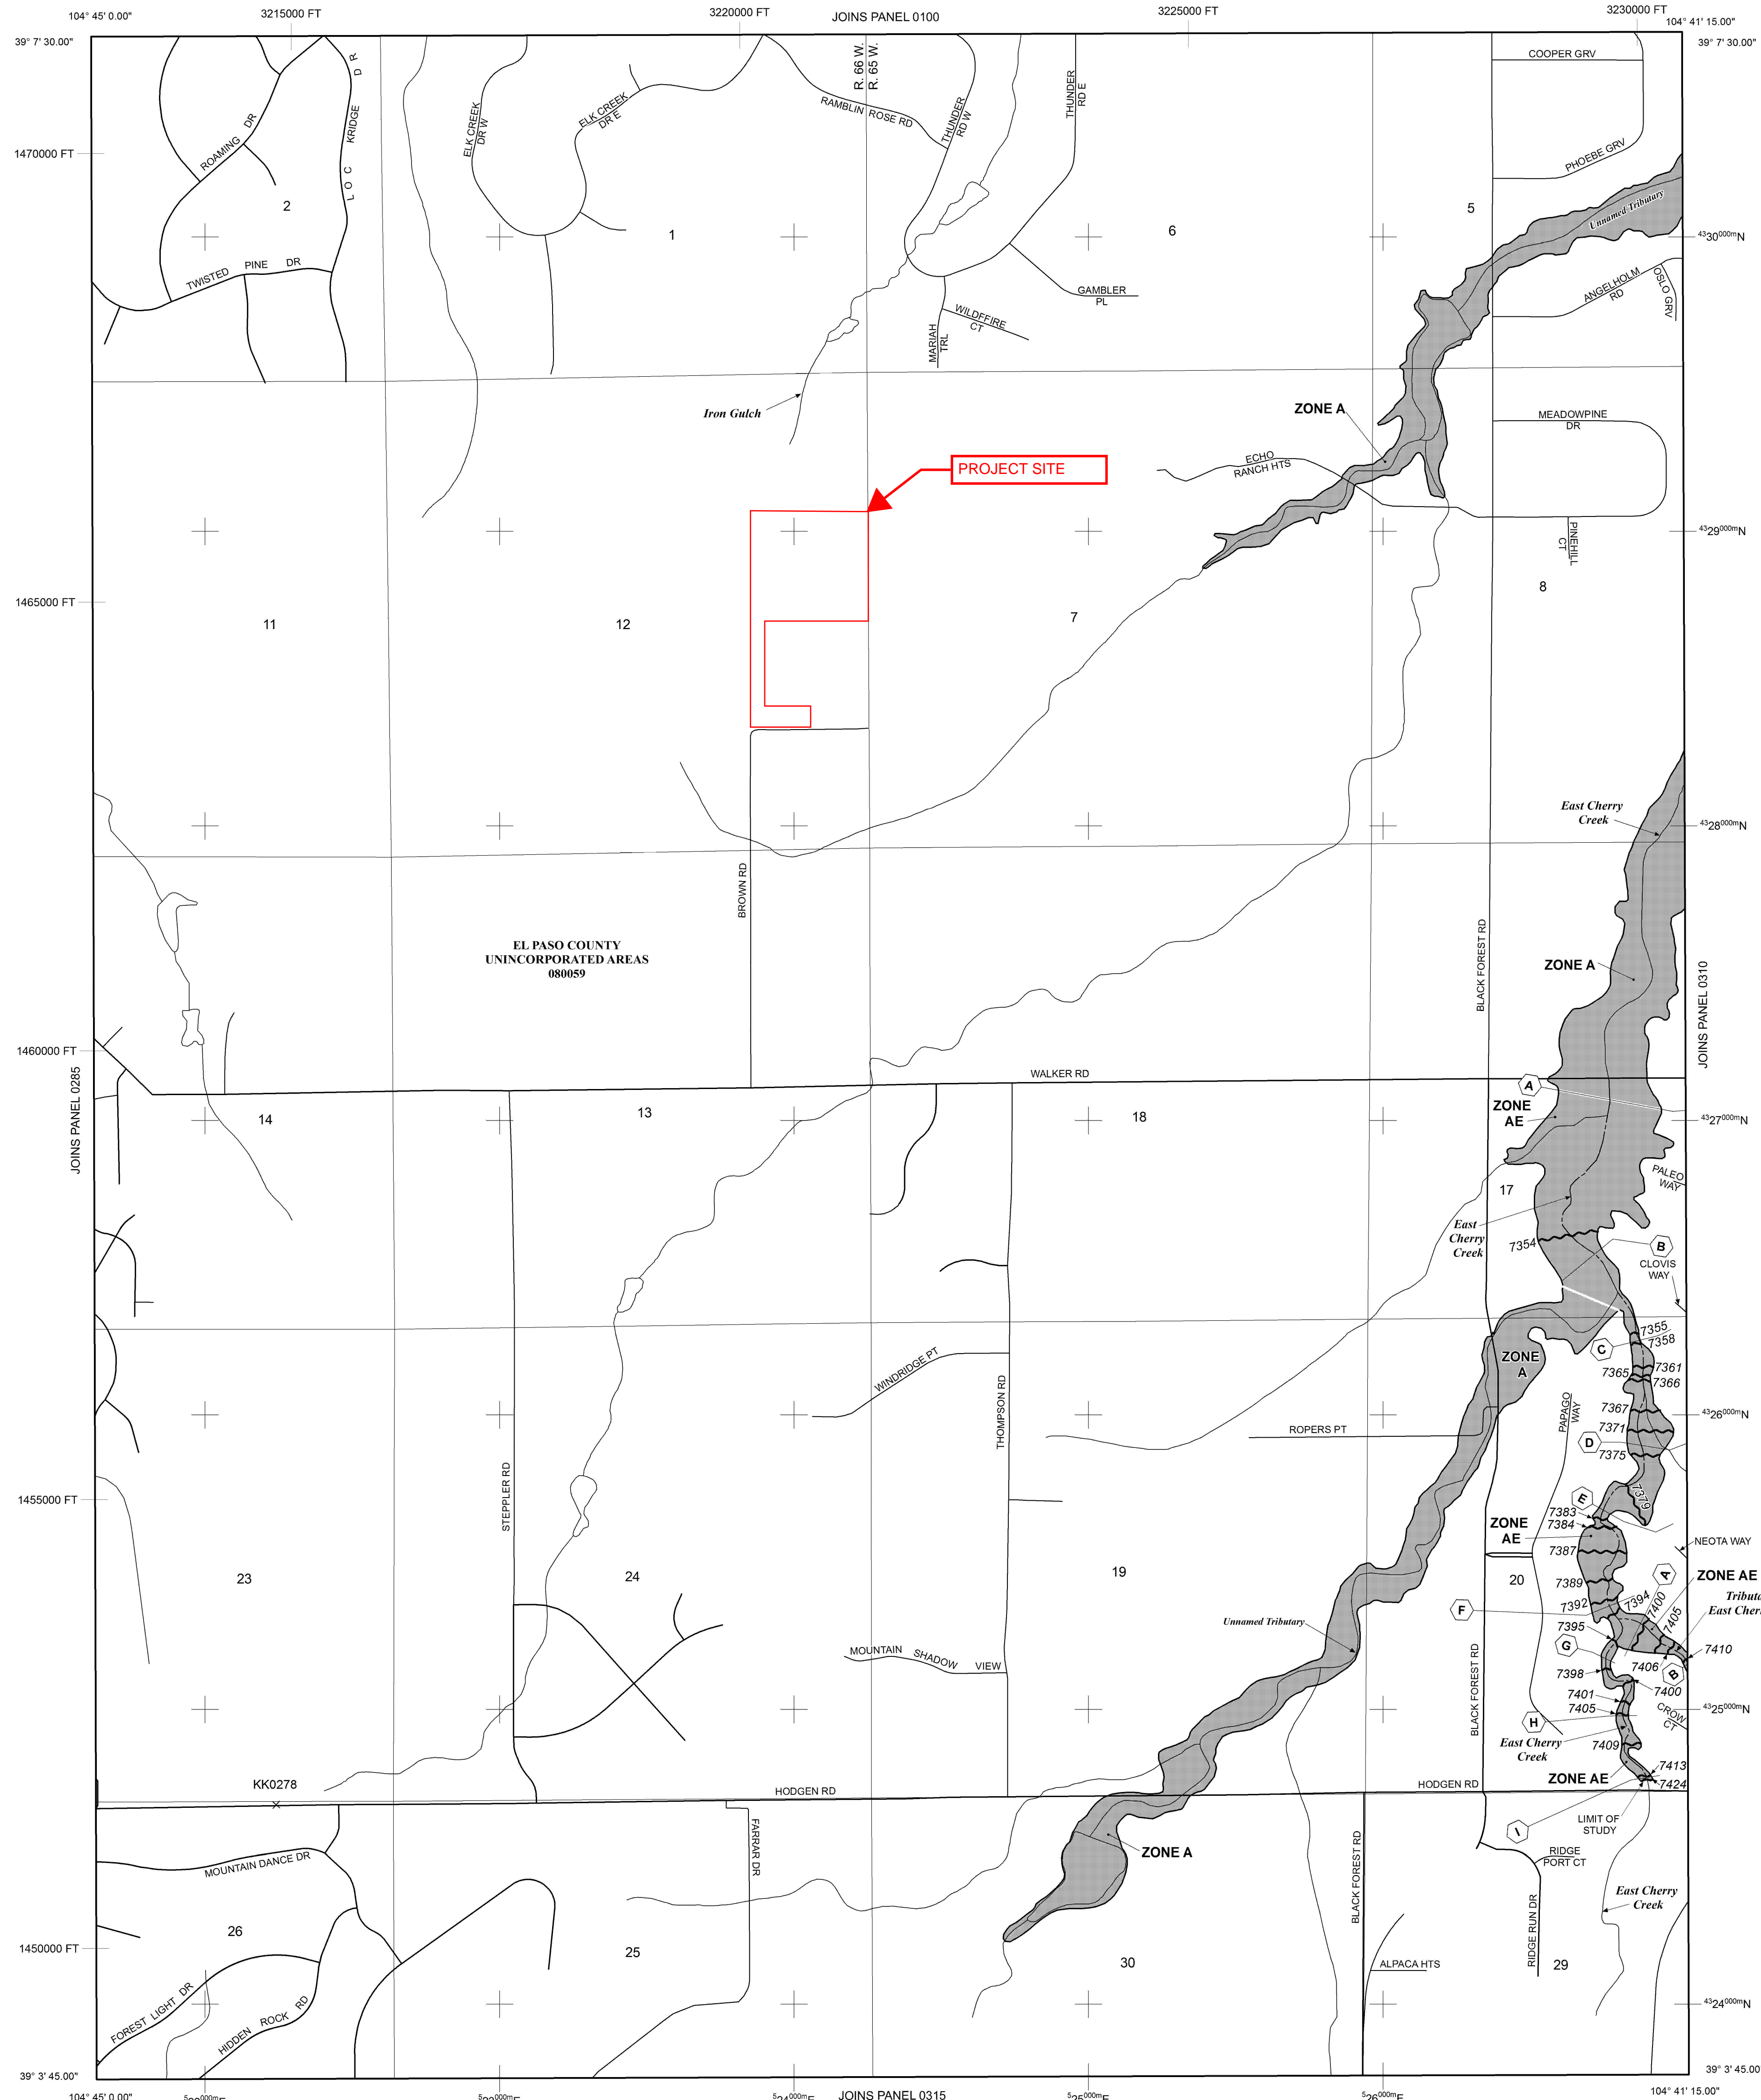 104° 45' 0.00"
3215000 FT
3220000 FT
JOINS PANEL 0100
3225000 FT
3230000 FT
104° 41' 15.00"
39° 7' 30.00"
39° 7' 30.00"
R. 66 W.
R. 65 W.
COOPER GRV
LOC KRIDGE DR
ELK CREEK
DR W
ELK CREEK
DR E
RAMBLIN ROSE RD
THUNDER
RD W
THUNDER
RD E
ROAMING DR
1470000 FT
PHOEBE GRV
2
1
6
5
Unnamed Tributary
4330000mN
TWISTED PINE DR
GAMBLER
PL
ANGELHOLM
RD
OSLO GRV
WILDFFIRE
CT
MARIAH
TRL
Iron Gulch
ZONE A
MEADOWPINE
DR
ECHO
RANCH HTS
PROJECT SITE
4329000mN
PINEHILL
CT
1465000 FT
11
12
7
8
East Cherry
Creek
4328000mN
BROWN RD
EL PASO COUNTY
UNINCORPORATED AREAS
080059
BLACK FOREST RD
ZONE A
JOINS PANEL 0310
1460000 FT
JOINS PANEL 0285
WALKER RD
A
ZONE
AE
14
13
18
4327000mN
17
PALEO
WAY
East
Cherry
Creek
7354
B
CLOVIS
WAY
7355
7358
C
ZONE
A
7361
7365
7366
WINDRIDGE PT
THOMPSON RD
PAPAGO
WAY
7367
4326000mN
7371
ROPERS PT
D
7375
STEPPLER RD
1455000 FT
7379
E
7383
7384
ZONE
AE
7387
NEOTA WAY
23
24
19
20
7389
A
ZONE AE
7392
7394
7400
7405
F
Unnamed Tributary
7395
G
7410
MOUNTAIN SHADOW VIEW
7406
B
7398
7400
7401
7405
BLACK FOREST RD
CROW
CT
4325000mN
H
East Cherry
Creek
7409
7413
7424
ZONE AE
KK0278
HODGEN RD
HODGEN RD
LIMIT OF
STUDY
I
FARRAR DR
BLACK FOREST RD
ZONE A
RIDGE
PORT CT
MOUNTAIN DANCE DR
East Cherry
Creek
26
25
30
RIDGE RUN DR
29
1450000 FT
ALPACA HTS
FOREST LIGHT DR
HIDDEN ROCK RD
4324000mN
39° 3' 45.00"
39° 3' 45.00
104° 45' 0.00"
JOINS PANEL 0315
104° 41' 15.00"